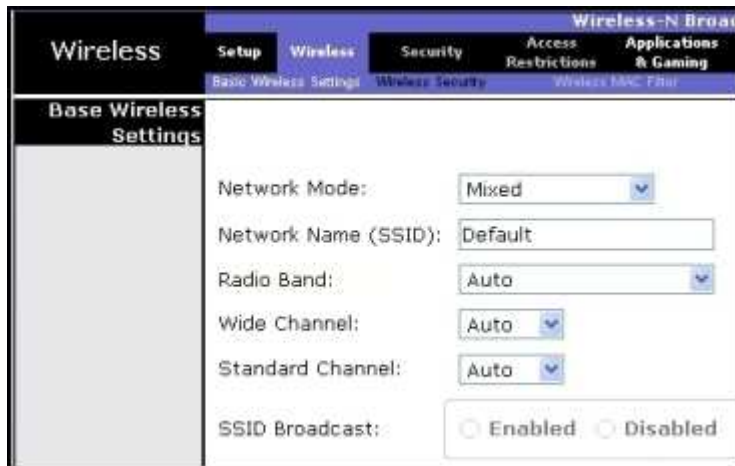 Wireless-N Broa
Wireless
Setup Wireless Security Access Restrictions Applications & Gaming
Basic Wireless Settings Wireless Security Wireless MAC Filter
Base Wireless
Settings
Network Mode: Mixed
Network Name (SSID): Default
Radio Band: Auto
Wide Channel: Auto
Standard Channel: Auto
SSID Broadcast: Enabled Disabled